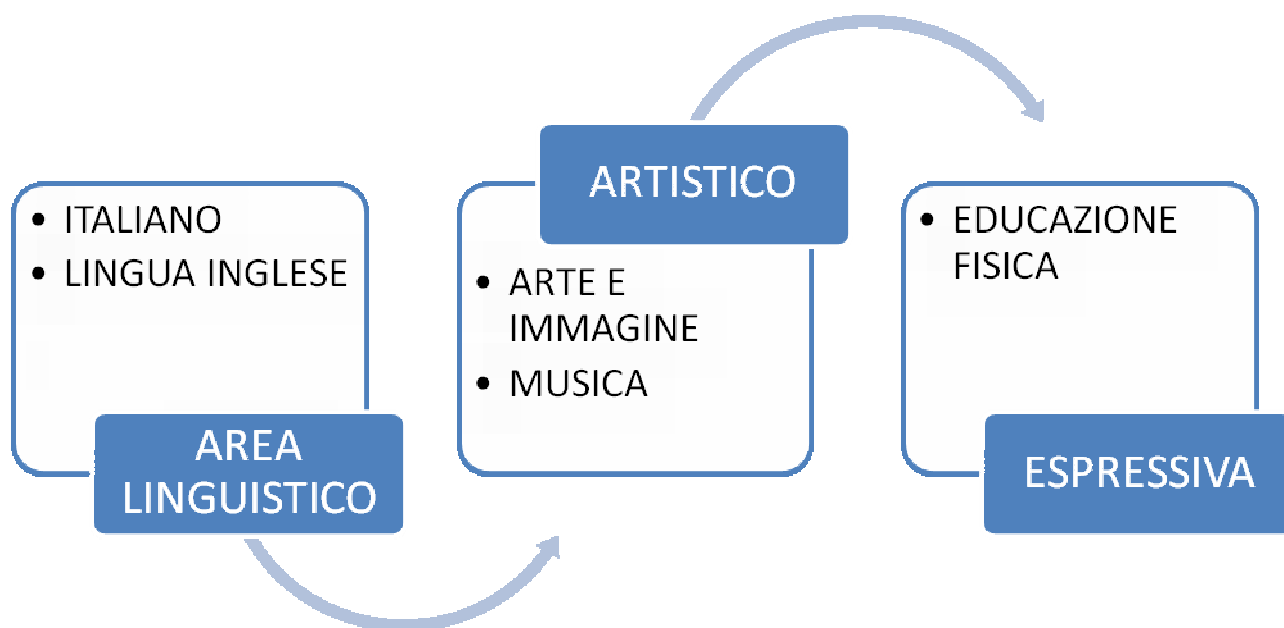 • ITALIANO
• LINGUA INGLESE
AREA
LINGUISTICO
ARTISTICO
• ARTE E
IMMAGINE
• MUSICA
• EDUCAZIONE
FISICA
ESPRESSIVA